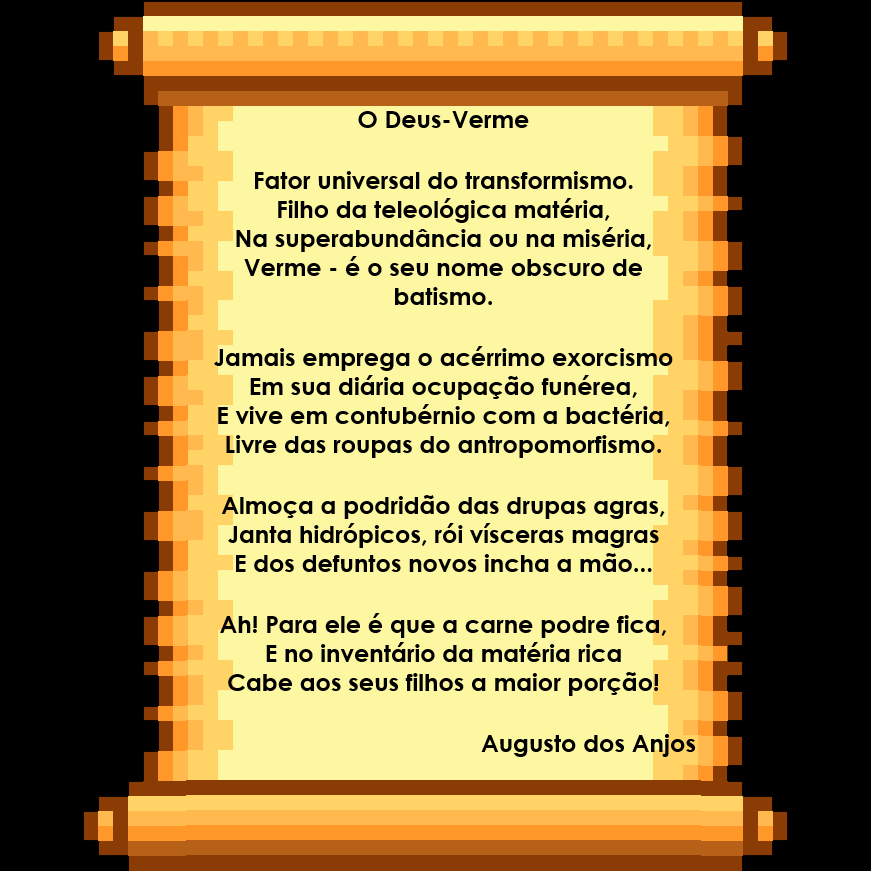 O Deus-Verme
Fator universal do transformismo.
Filho da teleológica matéria,
Na superabundância ou na miséria,
Verme - é o seu nome obscuro de
batismo.
Jamais emprega o acérrimo exorcismo
Em sua diária ocupação funérea,
E vive em contubérnio com a bactéria,
Livre das roupas do antropomorfismo.
Almoça a podridão das drupas agras,
Janta hidrópicos, rói vísceras magras
E dos defuntos novos incha a mão...
Ah! Para ele é que a carne podre fica,
E no inventário da matéria rica
Cabe aos seus filhos a maior porção!
Augusto dos Anjos